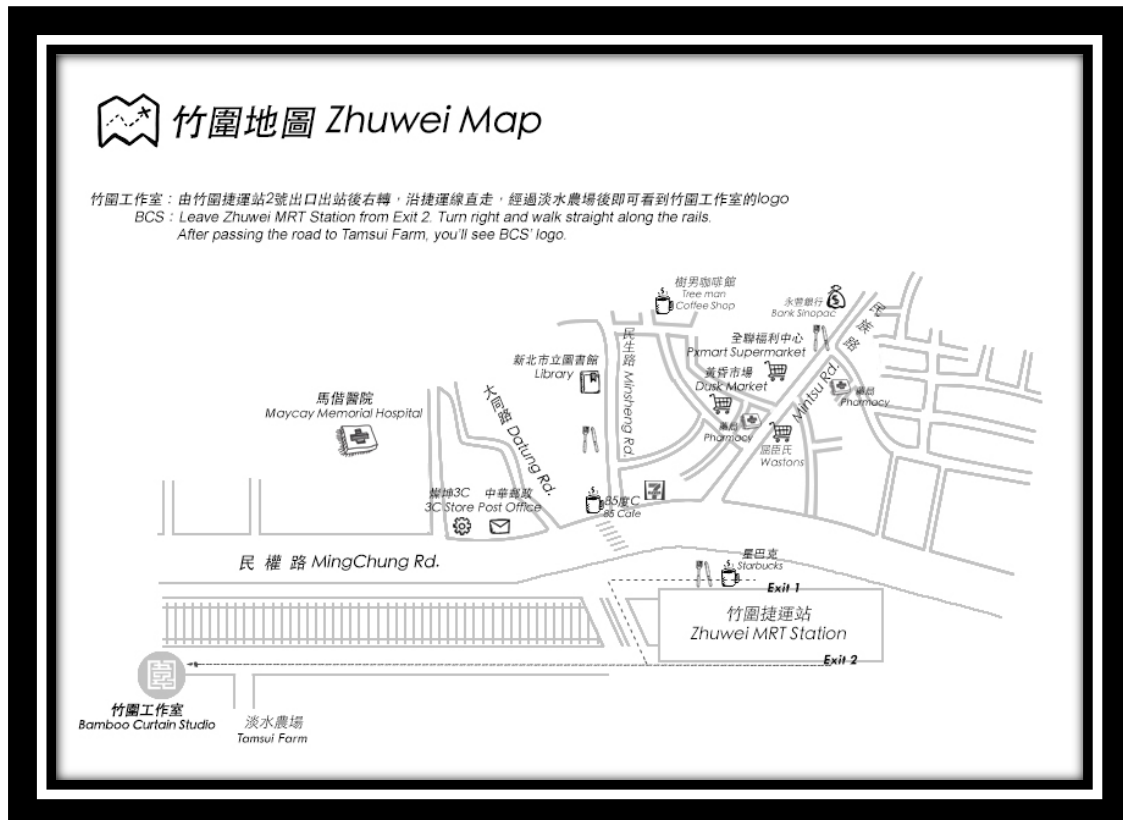 竹圍地圖 Zhuwei Map
竹圍工作室：由竹圍捷運站2號出口出站後右轉，沿捷運線直走，經過淡水農場後即可看到竹圍工作室的logo
BCS：Leave Zhuwei MRT Station from Exit 2. Turn right and walk straight along the rails.
After passing the road to Tamsui Farm, you'll see BCS' logo.
樹男咖啡館
Tree man
Coffee Shop
永豐銀行
Bank Sinopac
民族路
Mintsu Rd.
全聯福利中心
Pxmart Supermarket
新北市立圖書館
Library
民生路 Minsheng Rd.
黃昏市場
Dusk Market
藥局
Pharmacy
馬偕醫院
Maycay Memorial Hospital
大同路 Datung Rd.
藥局
Pharmacy
屈臣氏
Wastons
燦坤3C
3C Store
中華郵政
Post Office
85度C
85 Cafe
7
民權路 MingChung Rd.
星巴克
Starbucks
Exit 1
竹圍捷運站
Zhuwei MRT Station
Exit 2
竹圍工作室
Bamboo Curtain Studio
淡水農場
Tamsui Farm